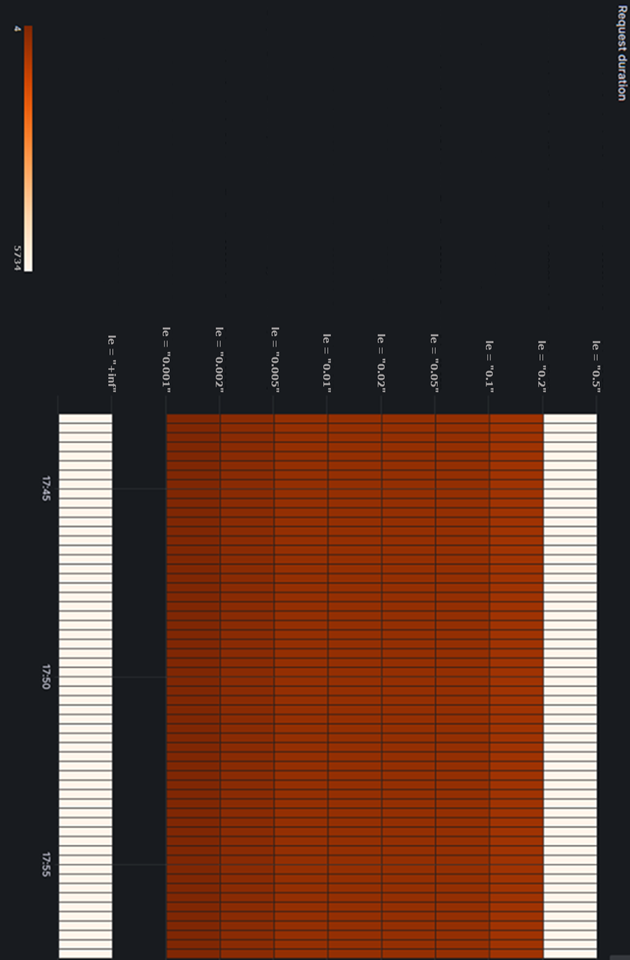 Request duration
le = "0.5"
le = "0.2"
le = "0.1"
le = "0.05"
le = "0.02"
le = "0.01"
le = "0.005"
le = "0.002"
le = "0.001"
le = "+inf"
17:45
17:50
17:55
4
5734